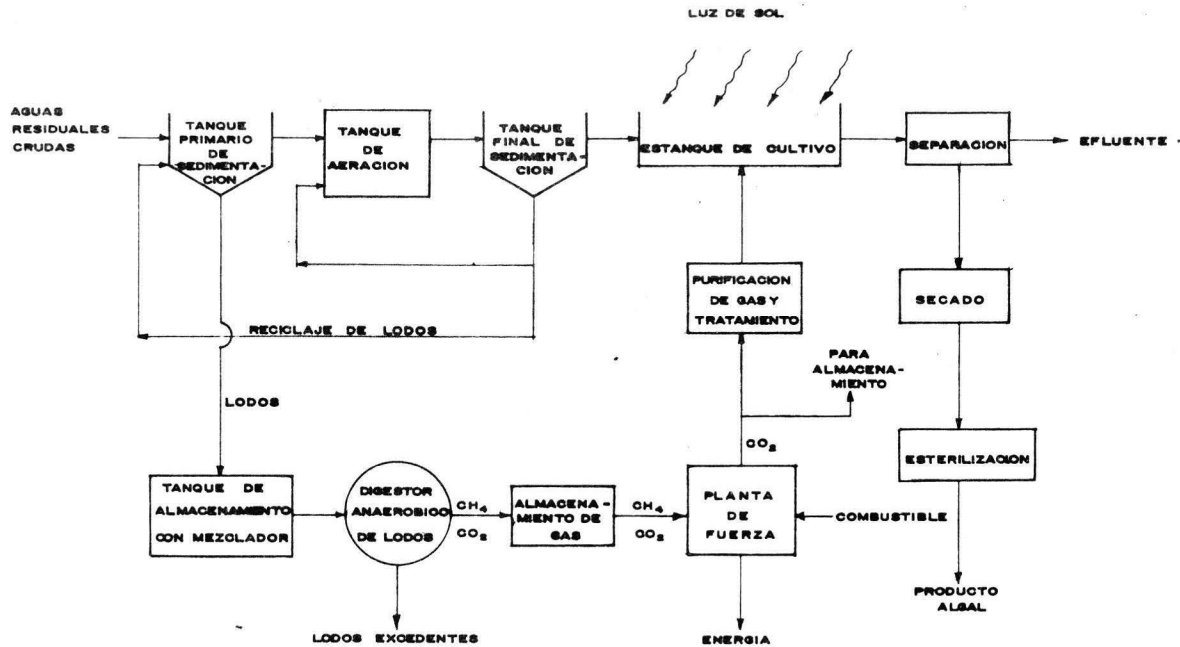 LUZ DE SOL
AGUAS
RESIDUALES
CRUDAS
TANQUE
PRIMARIO
DE
SEDIMENTA-
CION
TANQUE
DE
AERACION
TANQUE
FINAL DE
SEDIMENTA-
CION
ESTANQUE DE CULTIVO
SEPARACION
EFLUENTE -
RECICLAJE DE LODOS
PURIFICACION
DE GAS Y
TRATAMIENTO
SECADO
PARA
ALMACENA-
MIENTO
LODOS
CO₂
ESTERILIZACION
TANQUE DE
ALMACENAMIENTO
CON MEZCLADOR
DIGESTOR
ANAEROBICO
DE LODOS
CH₄
CO₂
ALMACENA-
MIENTO DE
GAS
CH₄
CO₂
PLANTA
DE
FUERZA
COMBUSTIBLE
PRODUCTO
ALGAL
LODOS EXCEDENTES
ENERGIA